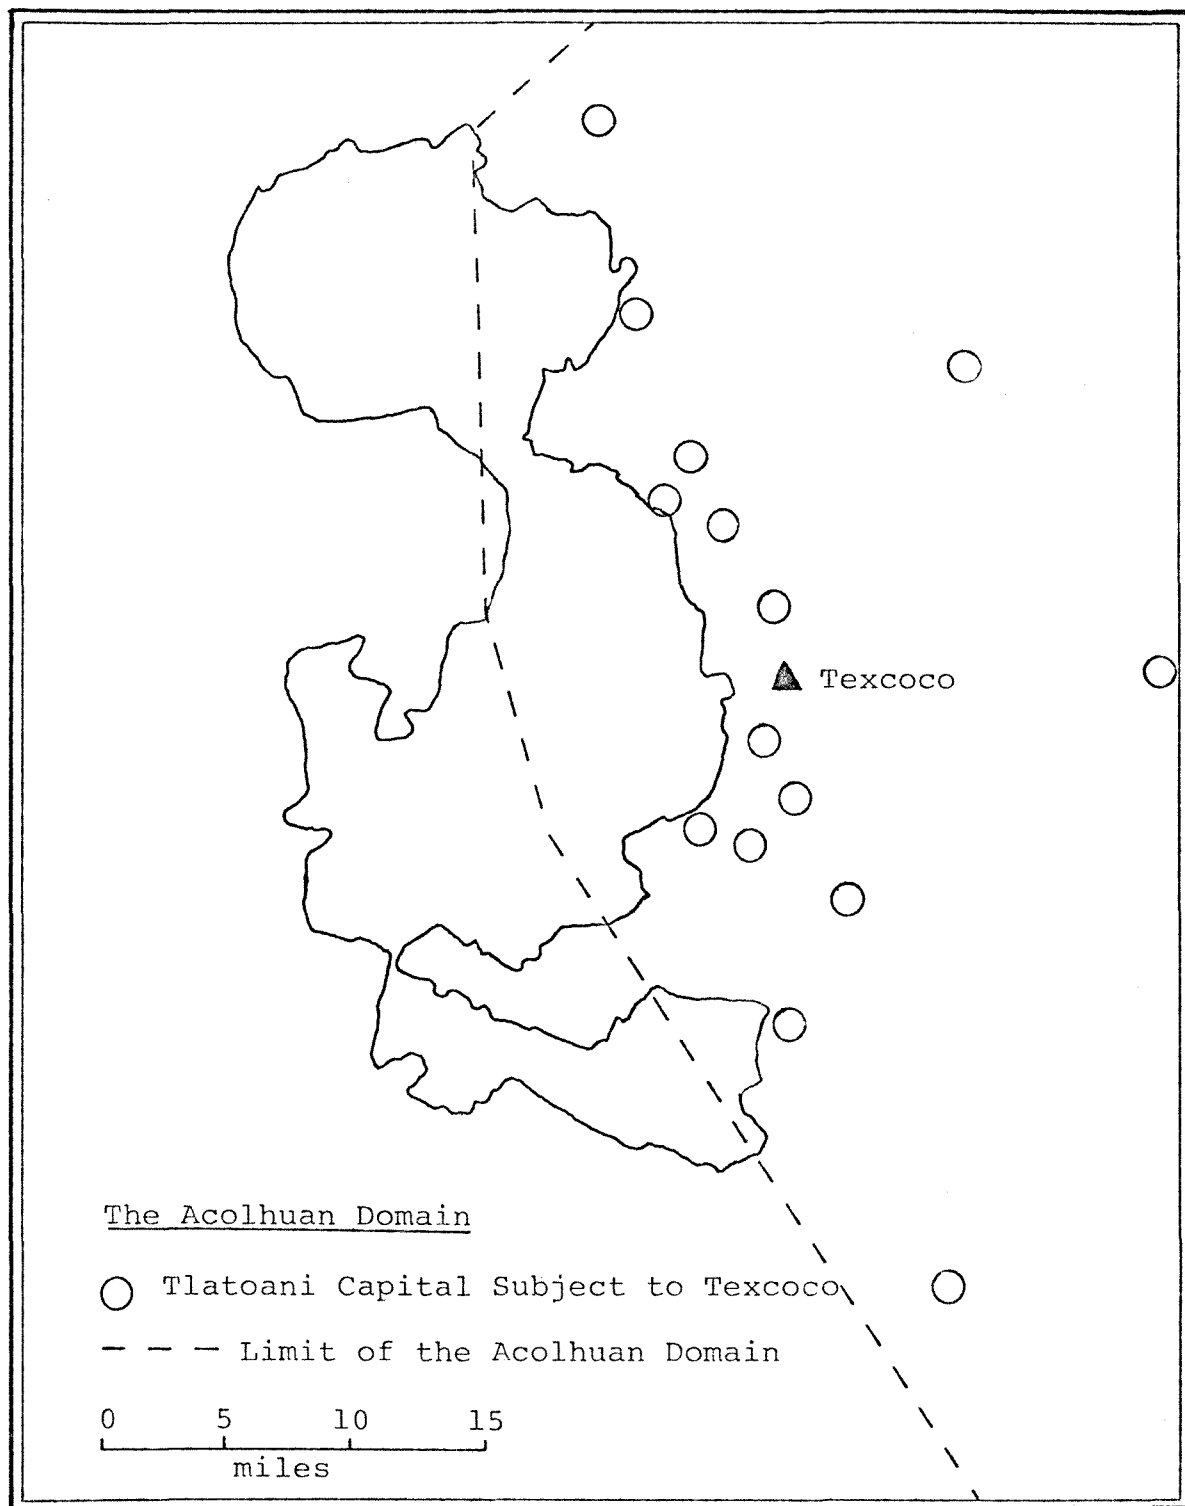 Texcoco
The Acolhuan Domain
Tlatoani Capital Subject to Texcoco
Limit of the Acolhuan Domain
0 5 10 15
miles